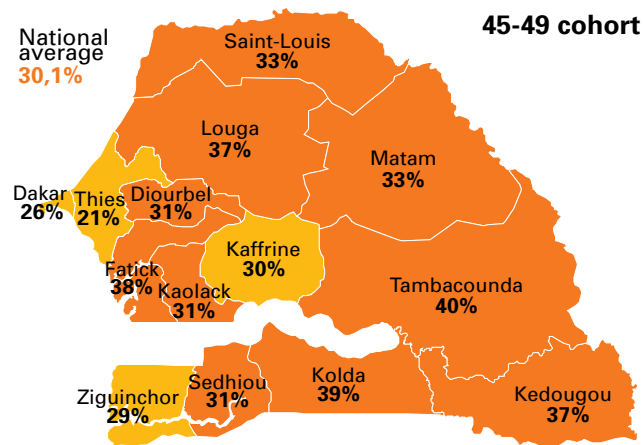 45-49 cohort
National
average
30,1%
Saint-Louis
33%
Louga
37%
Matam
33%
Dakar
26%
Thies
21%
Diourbel
31%
Kaffrine
30%
Fatick
38%
Kaolack
31%
Tambacounda
40%
Ziguinchor
29%
Sedhiou
31%
Kolda
39%
Kedougou
37%